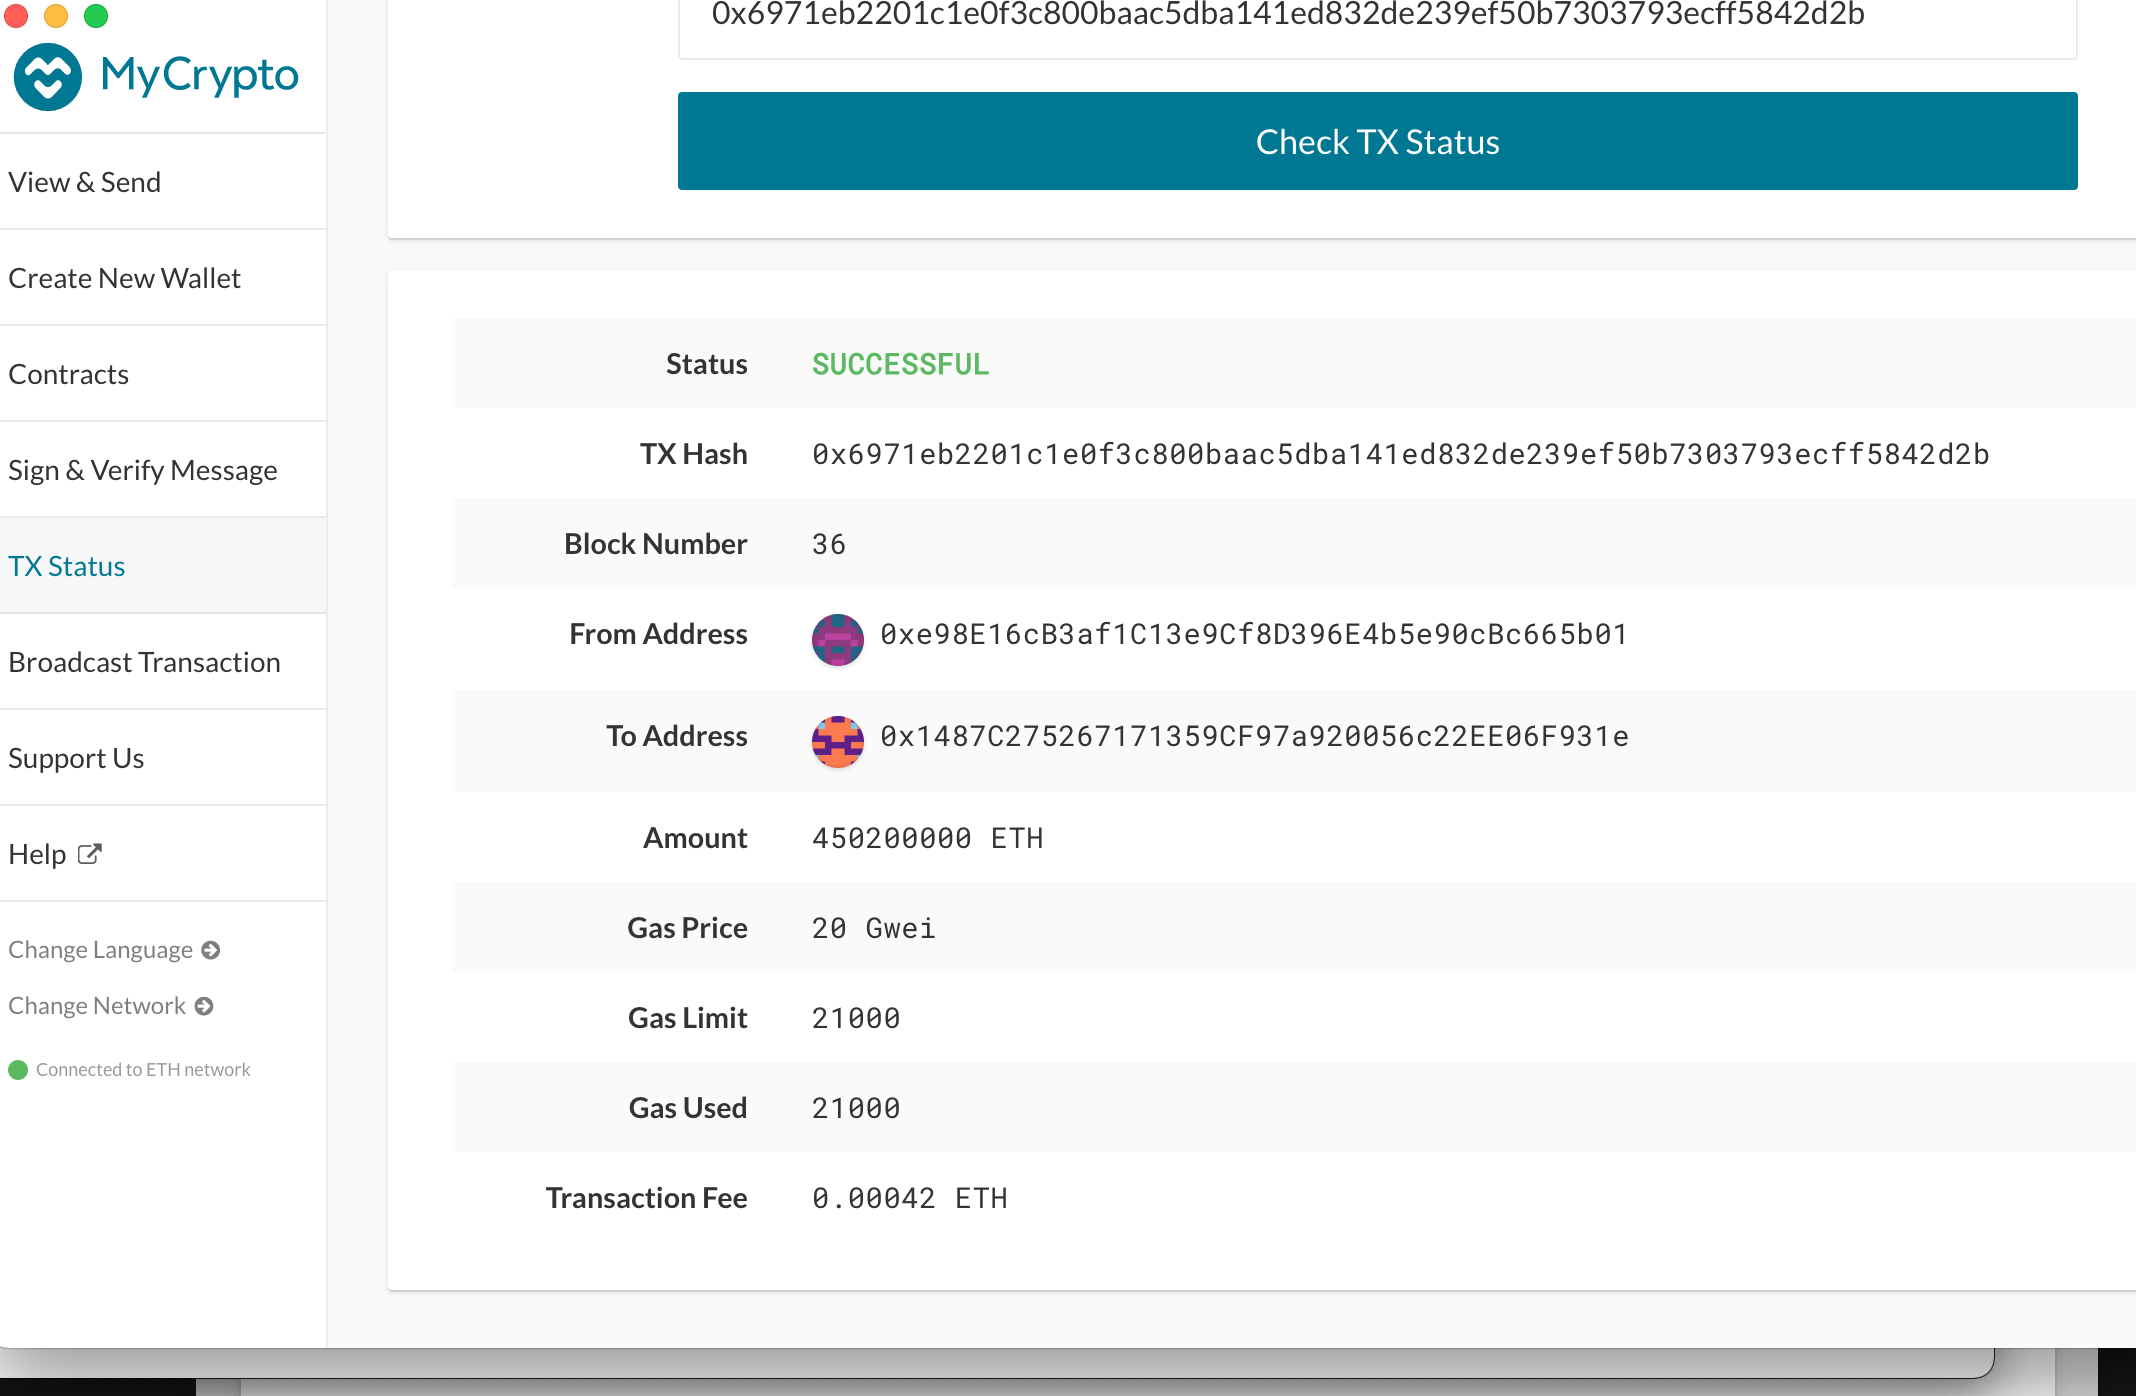 0x6971eb2201c1e0f3c800baac5dba141ed832de239ef50b7303793ecff5842d2b
MyCrypto
Check TX Status
View & Send
Create New Wallet
Contracts
Sign & Verify Message
TX Status
Broadcast Transaction
Support Us
Help
Change Language
Change Network
Connected to ETH network
Status SUCCESSFUL
TX Hash 0x6971eb2201c1e0f3c800baac5dba141ed832de239ef50b7303793ecff5842d2b
Block Number 36
From Address 0xe98E16cB3af1C13e9Cf8D396E4b5e90cBc665b01
To Address 0x1487C275267171359CF97a920056c22EE06F931e
Amount 450200000 ETH
Gas Price 20 Gwei
Gas Limit 21000
Gas Used 21000
Transaction Fee 0.00042 ETH